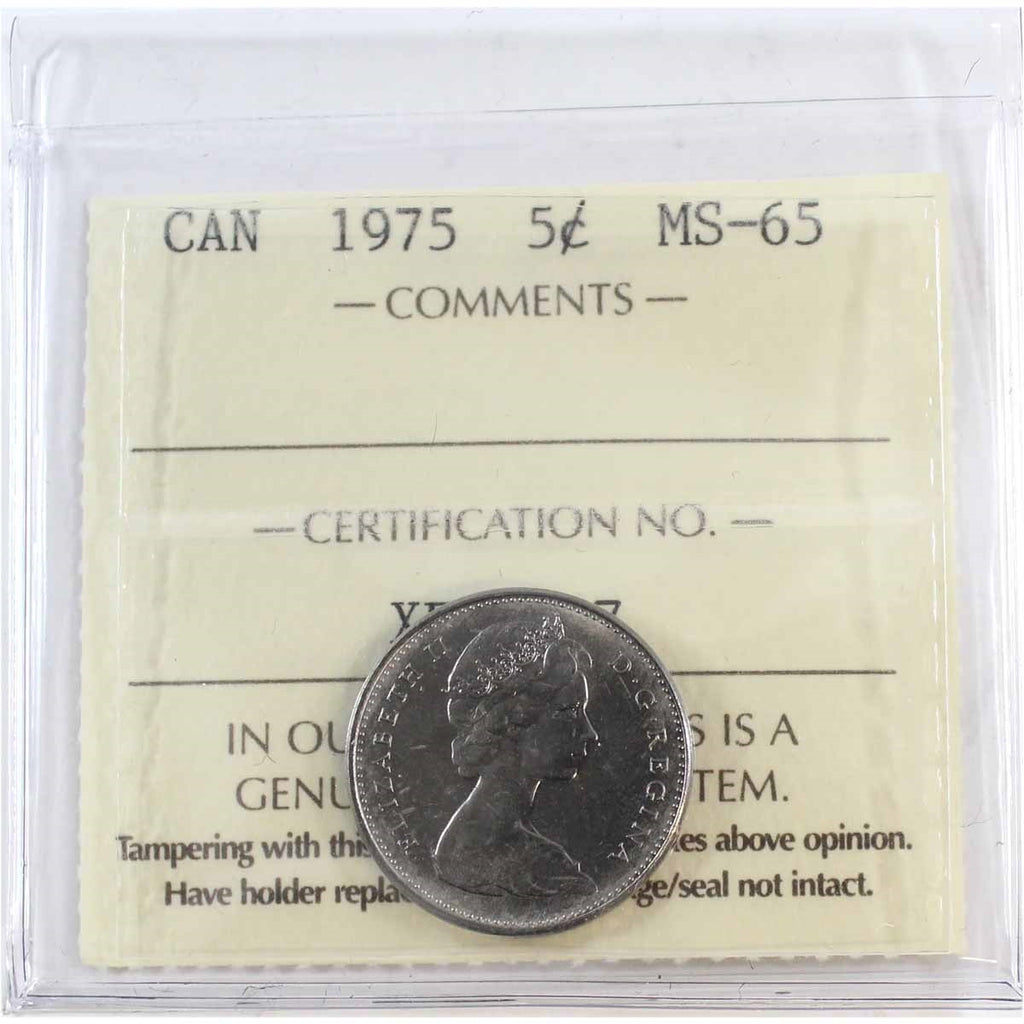 CAN 1975 5¢ MS-65
— COMMENTS —
— CERTIFICATION NO. —
ELIZABETH II D·G·REGINA
IN OU S IS A
GENU TEM.
Tampering with this es above opinion.
Have holder repla ge/seal not intact.